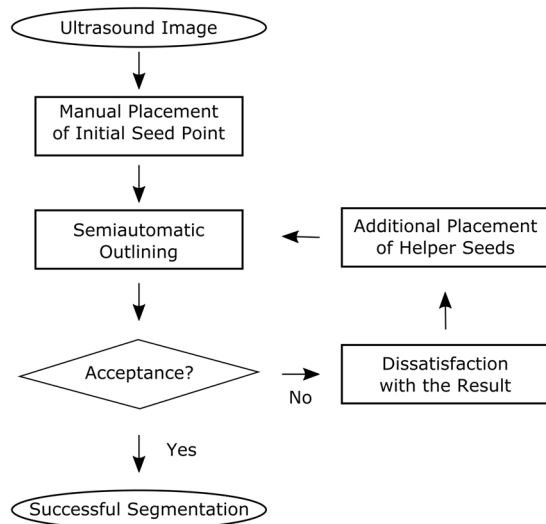 Ultrasound Image
Manual Placement
of Initial Seed Point
Semiautomatic
Outlining
Additional Placement
of Helper Seeds
Acceptance?
No
Dissatisfaction
with the Result
Yes
Successful Segmentation